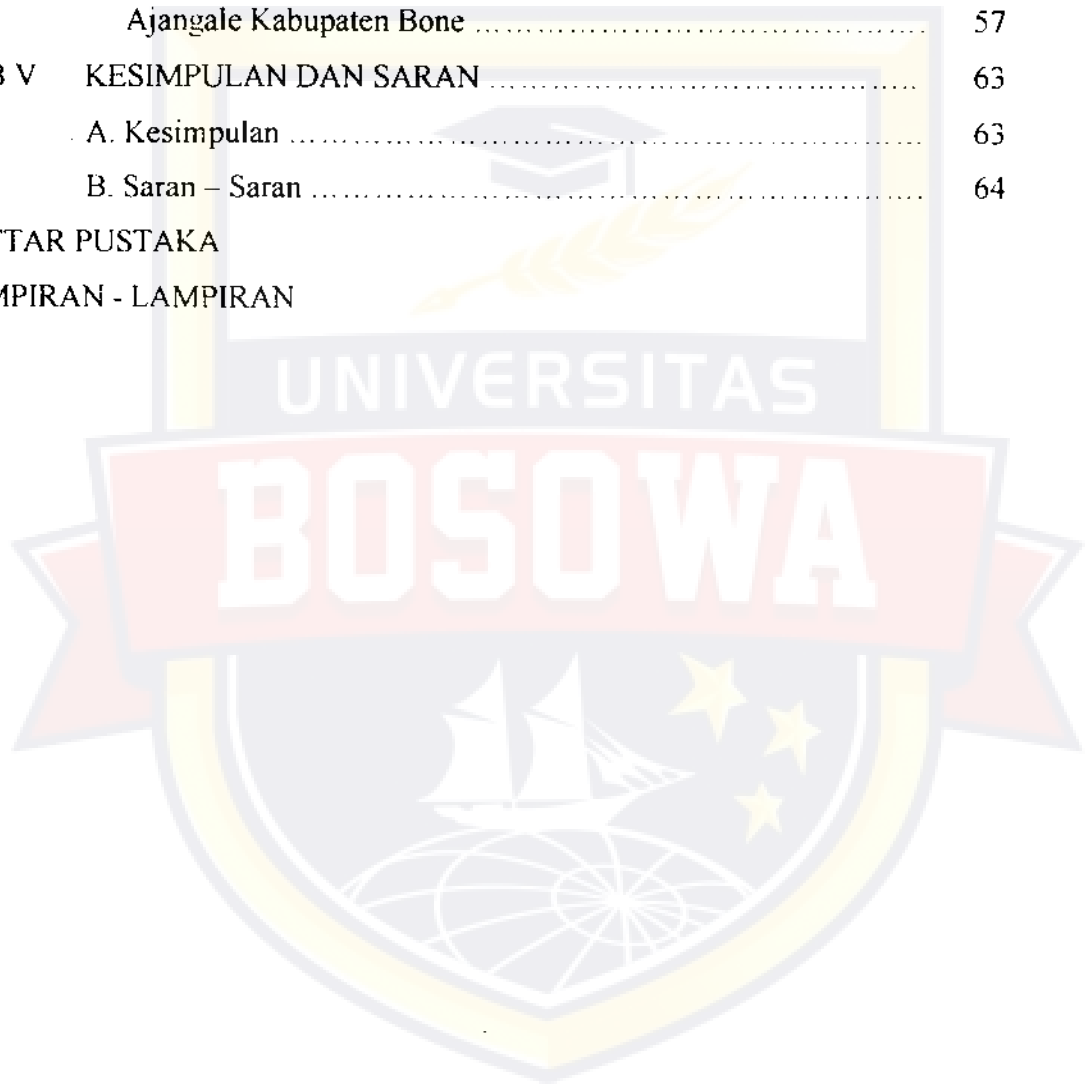 Ajangale Kabupaten Bone ........................................ 57
B V KESIMPULAN DAN SARAN ........................................ 63
A. Kesimpulan ........................................ 63
B. Saran – Saran ........................................ 64
TAR PUSTAKA
MPIRAN - LAMPIRAN
UNIVERSITAS
BOSOWA